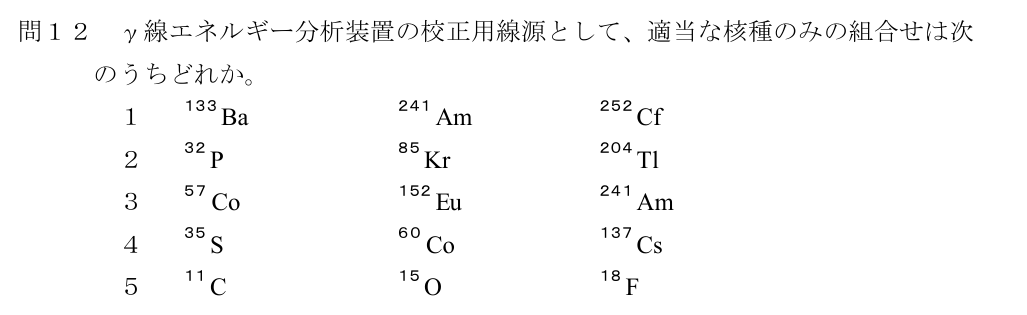 問１２　γ線エネルギー分析装置の校正用線源として、適当な核種のみの組合せは次
のうちどれか。
１　¹³³Ba　²⁴¹Am　²⁵²Cf
２　³²P　⁸⁵Kr　²⁰⁴Tl
３　⁵⁷Co　¹⁵²Eu　²⁴¹Am
４　³⁵S　⁶⁰Co　¹³⁷Cs
５　¹¹C　¹⁵O　¹⁸F